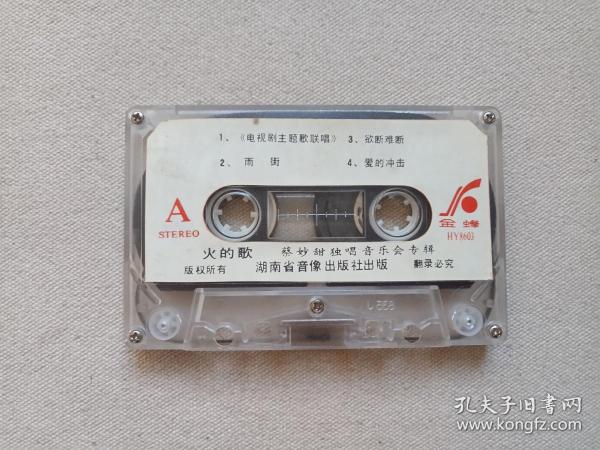 1、《电视剧主题歌联唱》 3、欲断难断
2、雨街 4、爱的冲击
A
STEREO
金蜂
HY8603
火的歌 蔡妙甜独唱音乐会专辑
版权所有 湖南省音像出版社出版 翻录必究
孔夫子旧书网
www.kongfz.com